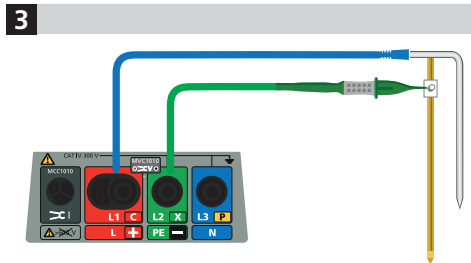 3
CAT IV 300 V
MVC1010
MCC1010
L1 C L2 X L3 P
V L + PE − N